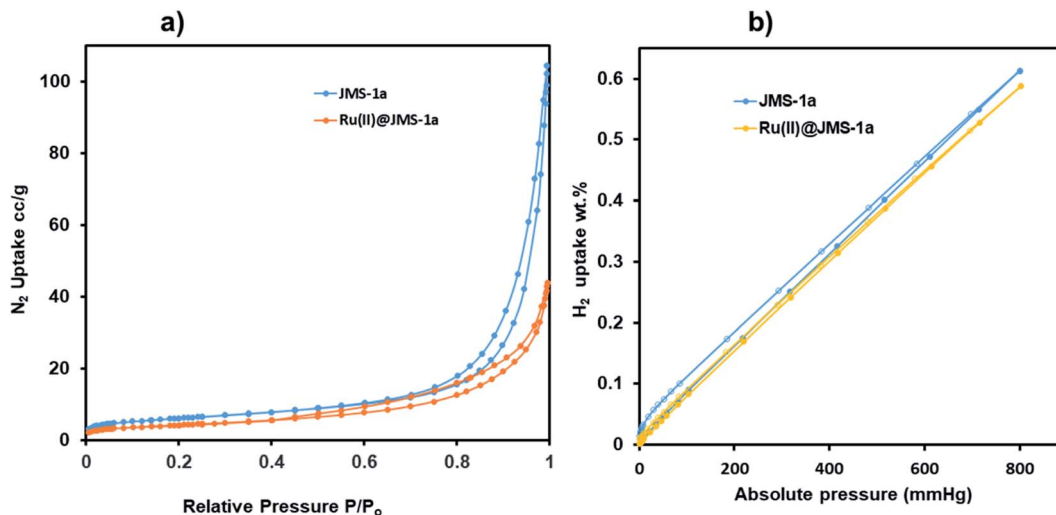 a)
N₂ Uptake cc/g
100
80
60
40
20
0
JMS-1a
Ru(II)@JMS-1a
0
0.2
0.4
0.6
0.8
1
Relative Pressure P/Pₒ
b)
H₂ uptake wt.%
0.6
0.5
0.4
0.3
0.2
0.1
0
JMS-1a
Ru(II)@JMS-1a
0
200
400
600
800
Absolute pressure (mmHg)